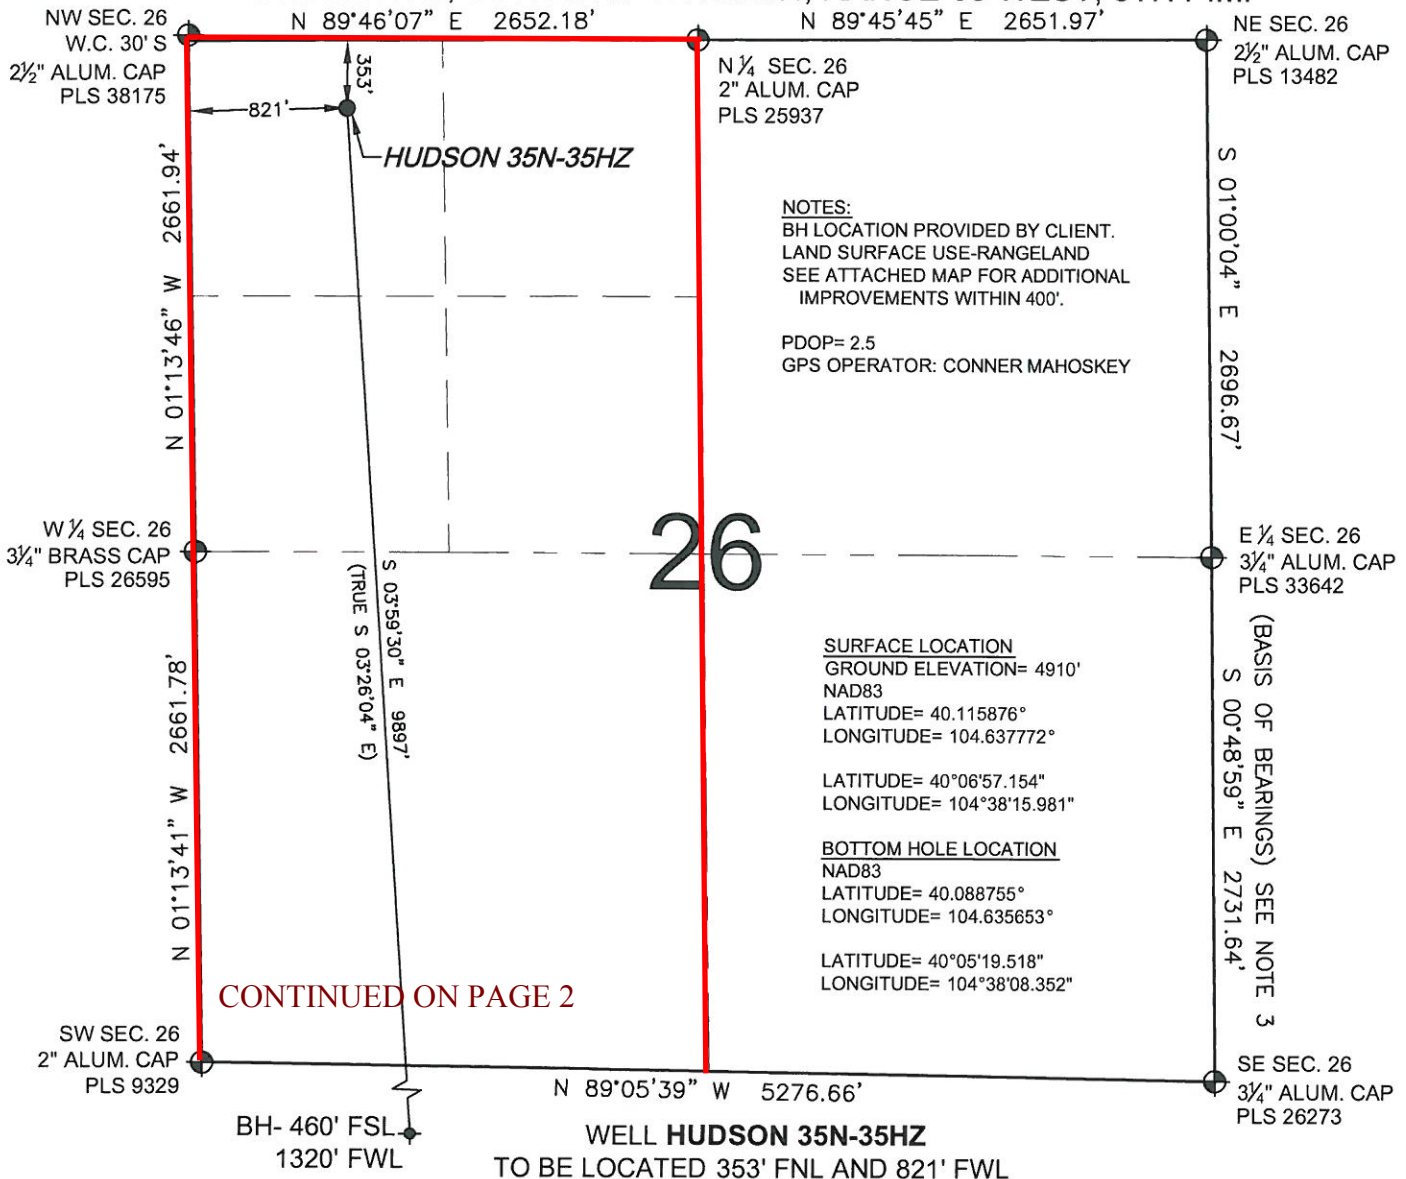 N 89°46'07" E 2652.18'
N 89°45'45" E 2651.97'
NW SEC. 26
W.C. 30' S
2½" ALUM. CAP
PLS 38175
NE SEC. 26
2½" ALUM. CAP
PLS 13482
N ¼ SEC. 26
2" ALUM. CAP
PLS 25937
353'
821'
HUDSON 35N-35HZ
N 01°13'46" W 2661.94'
S 01°00'04" E 2696.67'
NOTES:
BH LOCATION PROVIDED BY CLIENT.
LAND SURFACE USE-RANGELAND
SEE ATTACHED MAP FOR ADDITIONAL
IMPROVEMENTS WITHIN 400'.
PDOP= 2.5
GPS OPERATOR: CONNER MAHOSKEY
W ¼ SEC. 26
3¼" BRASS CAP
PLS 26595
26
E ¼ SEC. 26
3¼" ALUM. CAP
PLS 33642
S 03°59'30" E 9897'
(TRUE S 03°26'04" E)
N 01°13'41" W 2661.78'
S 00°48'59" E 2731.64'
(BASIS OF BEARINGS) SEE NOTE 3
SURFACE LOCATION
GROUND ELEVATION= 4910'
NAD83
LATITUDE= 40.115876°
LONGITUDE= 104.637772°
LATITUDE= 40°06'57.154"
LONGITUDE= 104°38'15.981"
BOTTOM HOLE LOCATION
NAD83
LATITUDE= 40.088755°
LONGITUDE= 104.635653°
LATITUDE= 40°05'19.518"
LONGITUDE= 104°38'08.352"
CONTINUED ON PAGE 2
SW SEC. 26
2" ALUM. CAP
PLS 9329
SE SEC. 26
3¼" ALUM. CAP
PLS 26273
N 89°05'39" W 5276.66'
BH- 460' FSL
1320' FWL
WELL HUDSON 35N-35HZ
TO BE LOCATED 353' FNL AND 821' FWL